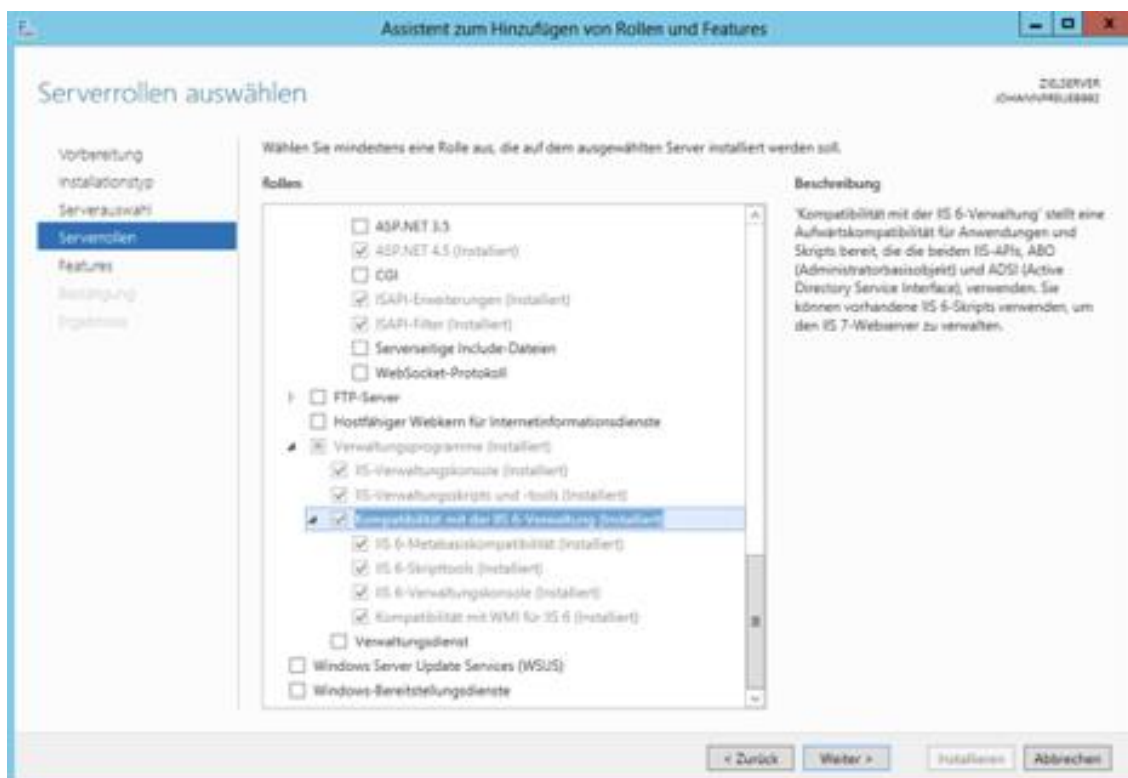 Assistent zum Hinzufügen von Rollen und Features
Serverrollen auswählen
ZIELSERVER
Vorbereitung
Installationstyp
Serverauswahl
Serverrollen
Features
Bestätigung
Ergebnisse
Wählen Sie mindestens eine Rolle aus, die auf dem ausgewählten Server installiert werden soll.
Rollen
ASP.NET 3.5
ASP.NET 4.5 (Installiert)
CGI
ISAPI-Erweiterungen (Installiert)
ISAPI-Filter (Installiert)
Serverseitige Include-Dateien
WebSocket-Protokoll
FTP-Server
Hostfähiger Webkern für Internetinformationsdienste
Verwaltungsprogramme (Installiert)
IIS-Verwaltungskonsole (Installiert)
IIS-Verwaltungsskripts und -tools (Installiert)
Kompatibilität mit der IIS 6-Verwaltung (Installiert)
IIS 6-Metabasiskompatibilität (Installiert)
IIS 6-Skripttools (Installiert)
IIS 6-Verwaltungskonsole (Installiert)
Kompatibilität mit WMI für IIS 6 (Installiert)
Verwaltungsdienst
Windows Server Update Services (WSUS)
Windows-Bereitstellungsdienste
Beschreibung
'Kompatibilität mit der IIS 6-Verwaltung' stellt eine
Aufwärtskompatibilität für Anwendungen und
Skripts bereit, die die beiden IIS-APIs, ABO
(Administratorbasisobjekt) und ADSI (Active
Directory Service Interface), verwenden. Sie
können vorhandene IIS 6-Skripts verwenden, um
den IIS 7-Webserver zu verwalten.
< Zurück
Weiter >
Installieren
Abbrechen